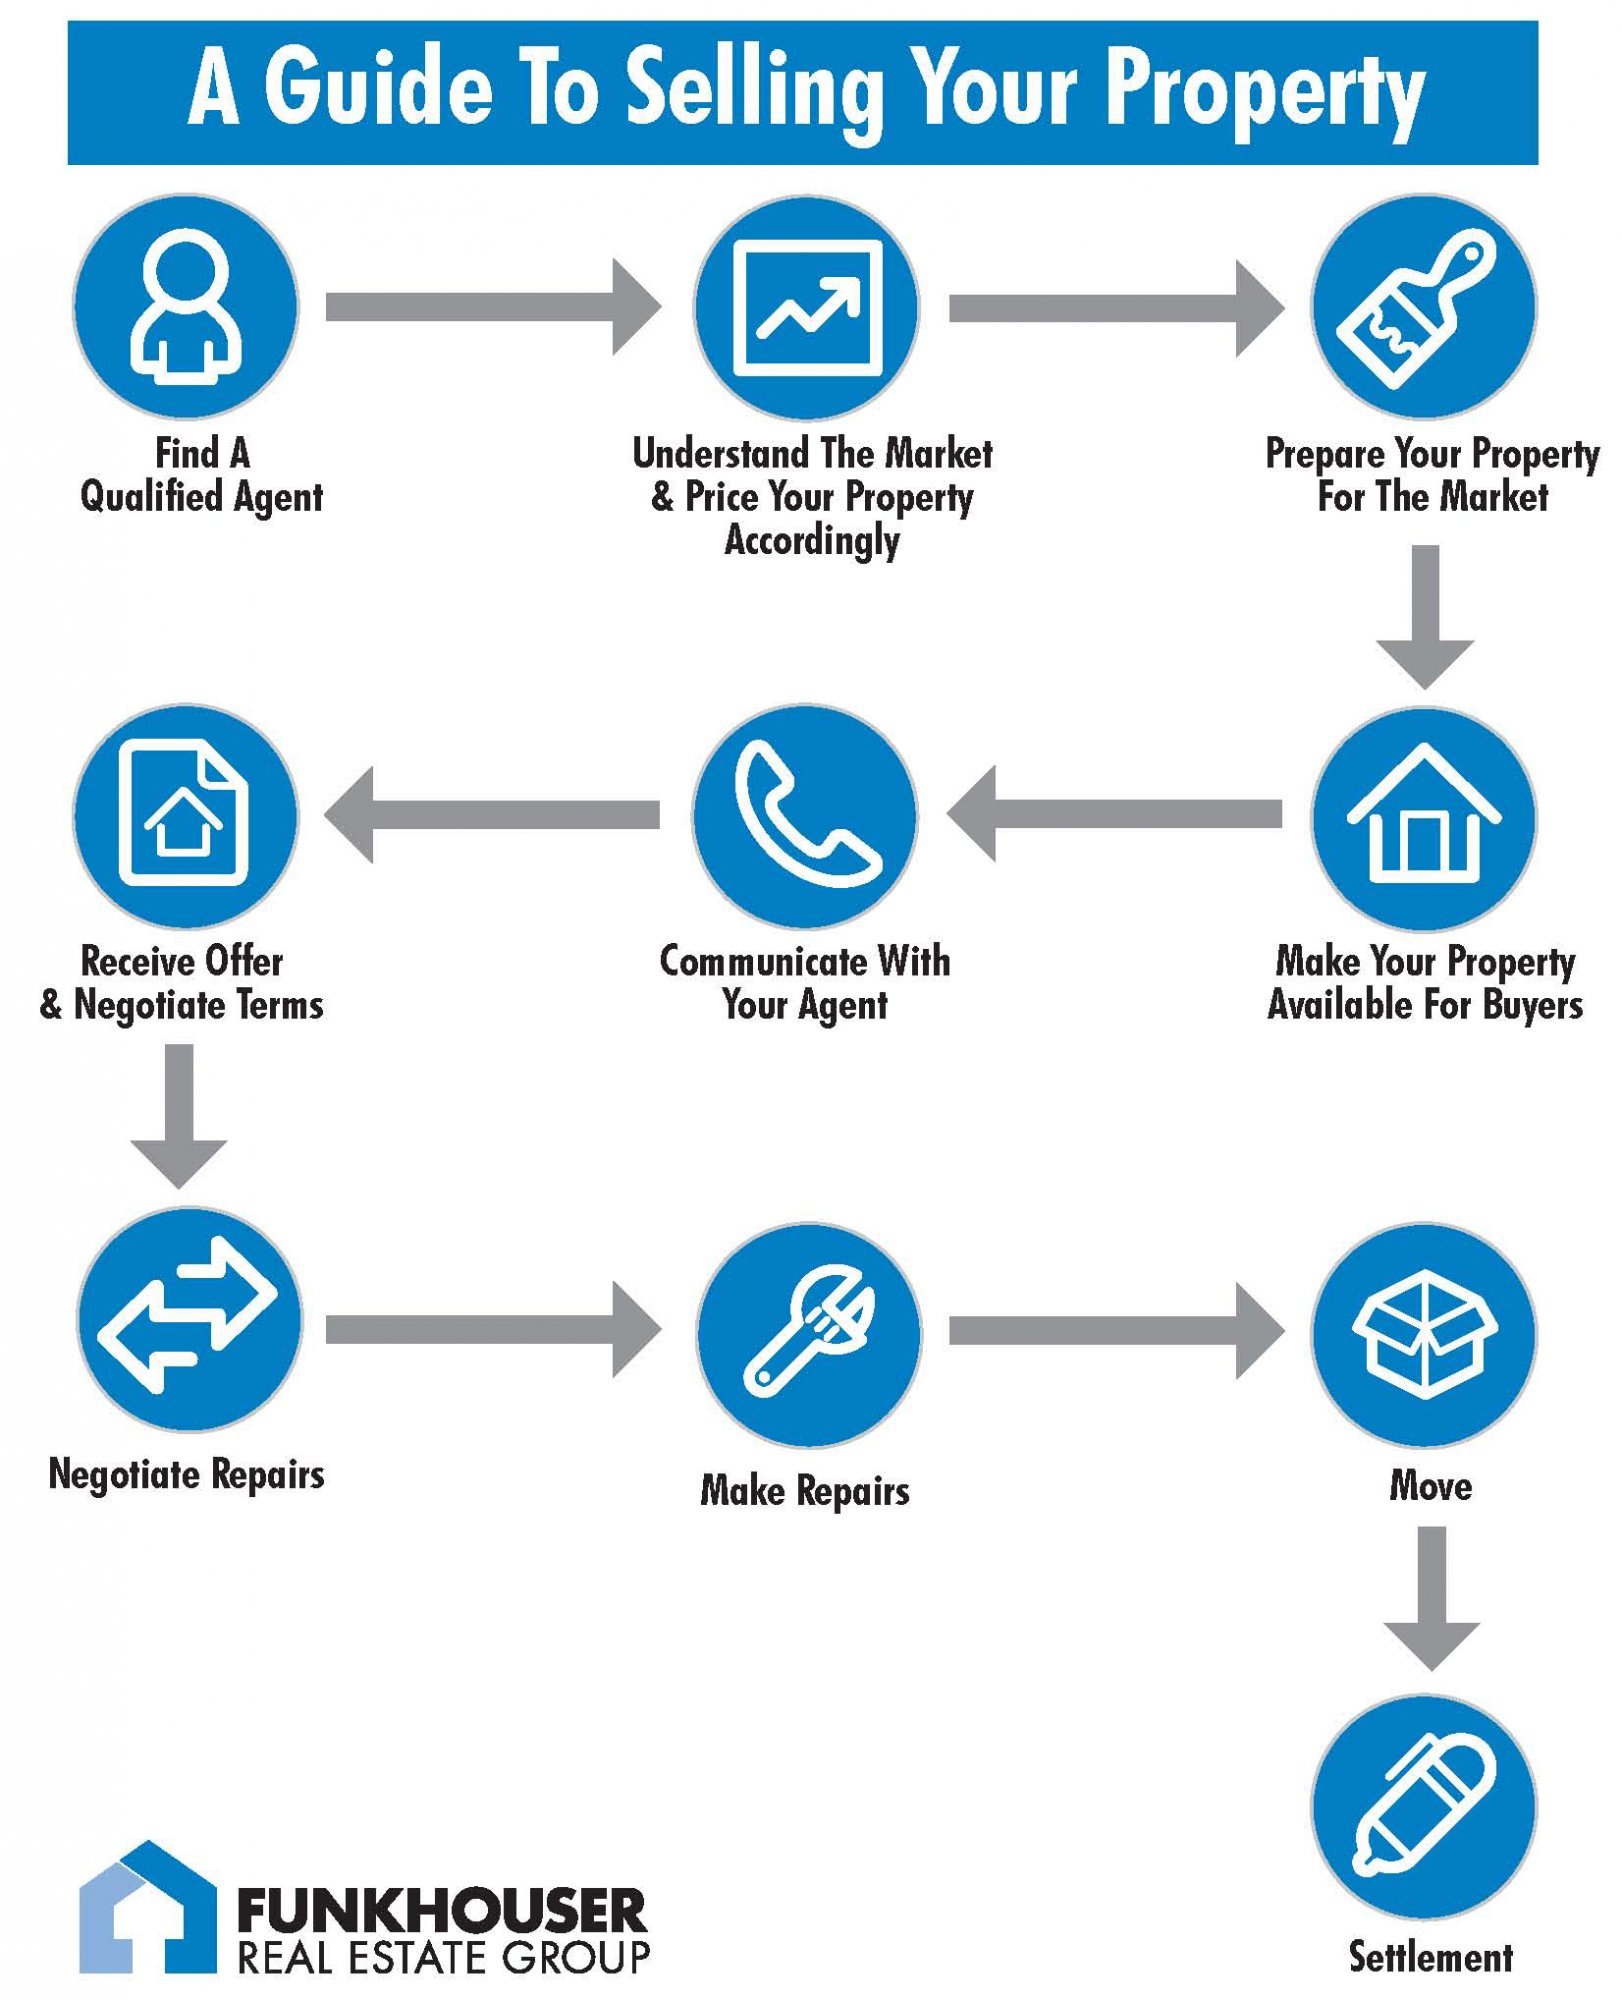 A Guide To Selling Your Property
Find A
Qualified Agent
Understand The Market
& Price Your Property
Accordingly
Prepare Your Property
For The Market
Make Your Property
Available For Buyers
Communicate With
Your Agent
Receive Offer
& Negotiate Terms
Negotiate Repairs
Make Repairs
Move
Settlement
FUNKHOUSER
REAL ESTATE GROUP